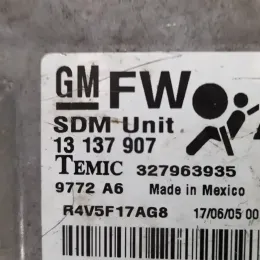 GM FW
SDM Unit
13 137 907
TEMIC 327963935
9772 A6 Made in Mexico
R4V5F17AG8 17/06/05 00